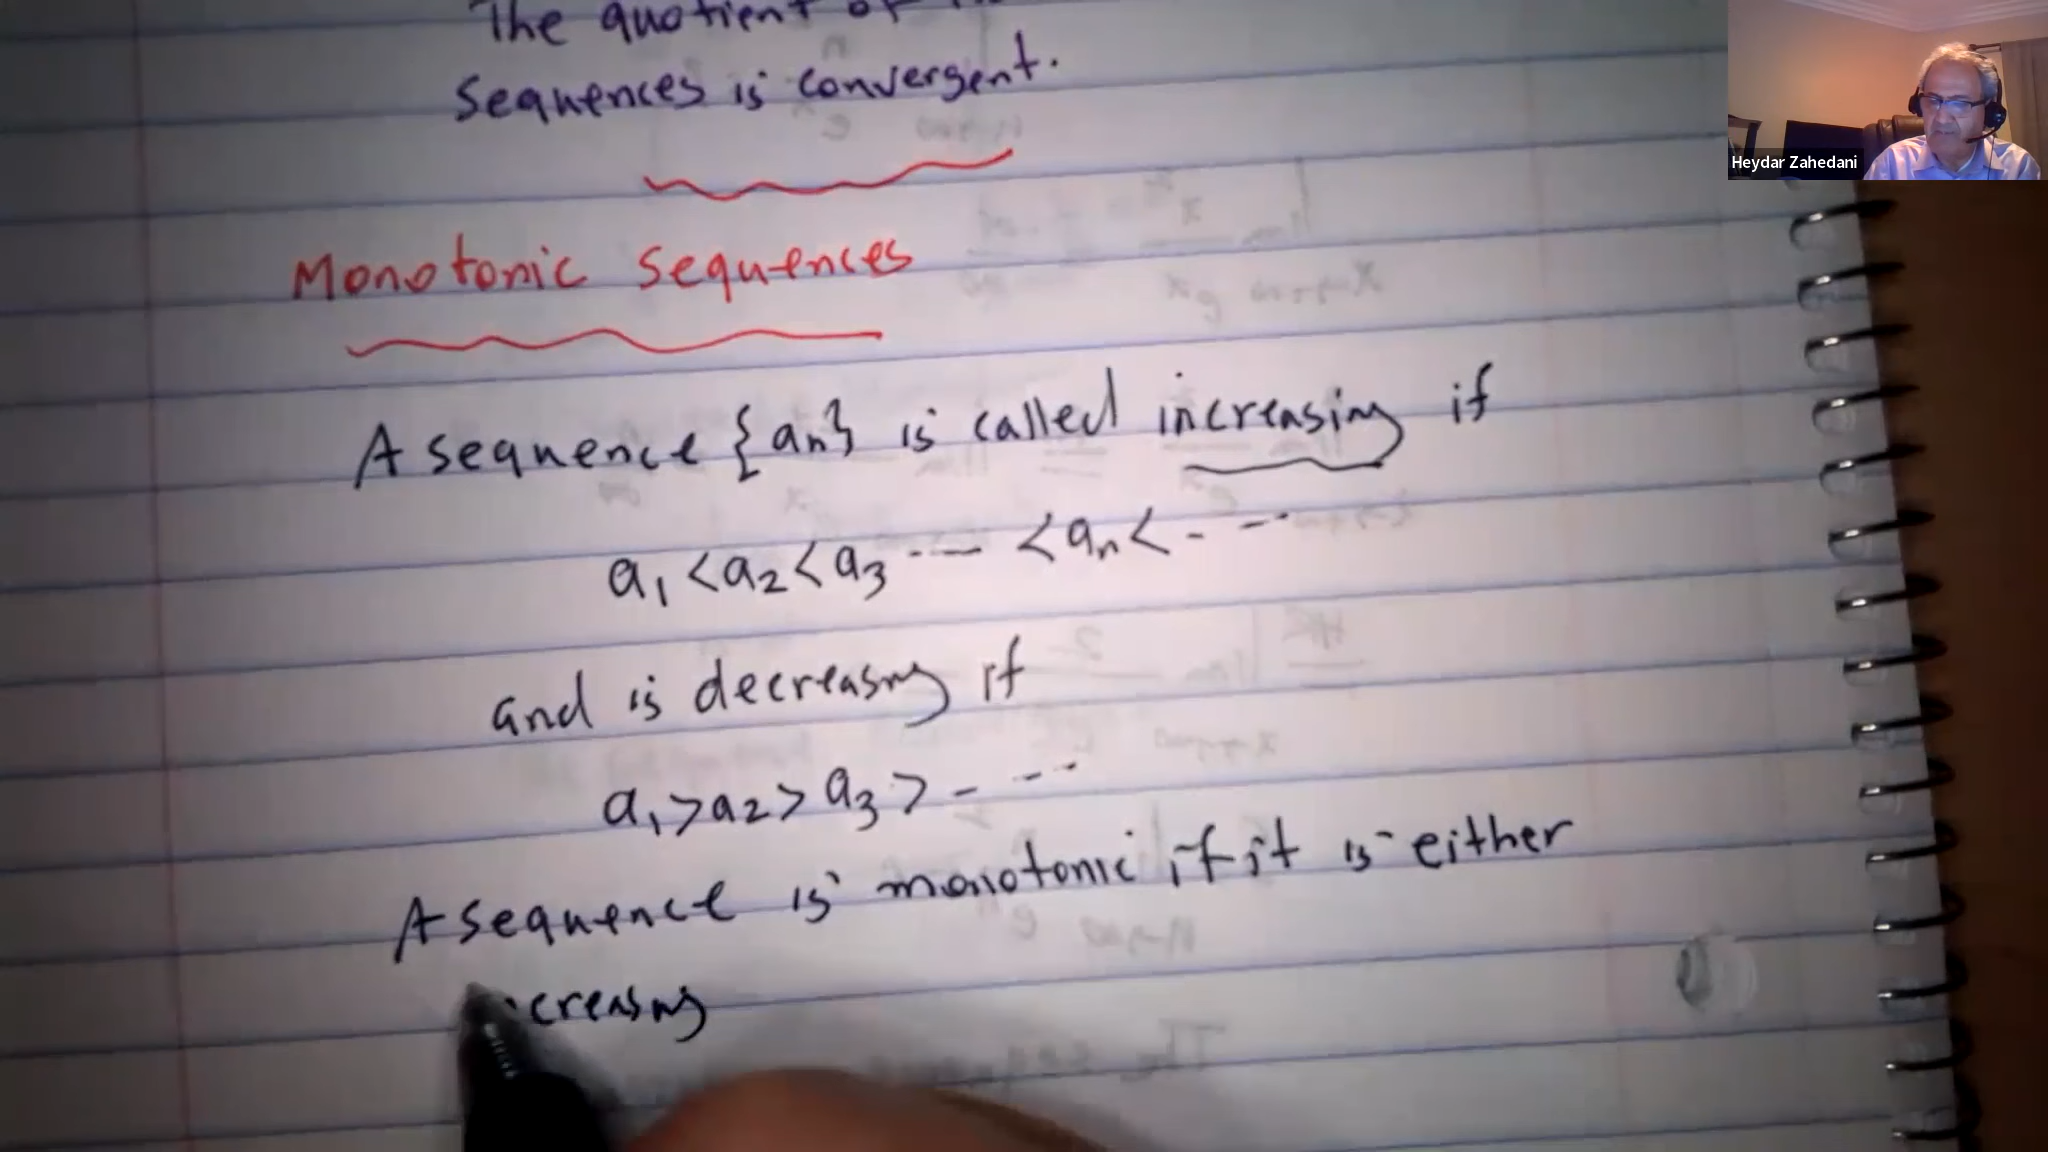 The quotient of
sequences is convergent.
Heydar Zahedani
Monotonic sequences
A sequence {an} is called increasing if
a1 < a2 < a3 ---- < an < - - --
and is decreasing if
a1 > a2 > a3 > - - --
A sequence is monotonic if it is either
increasing